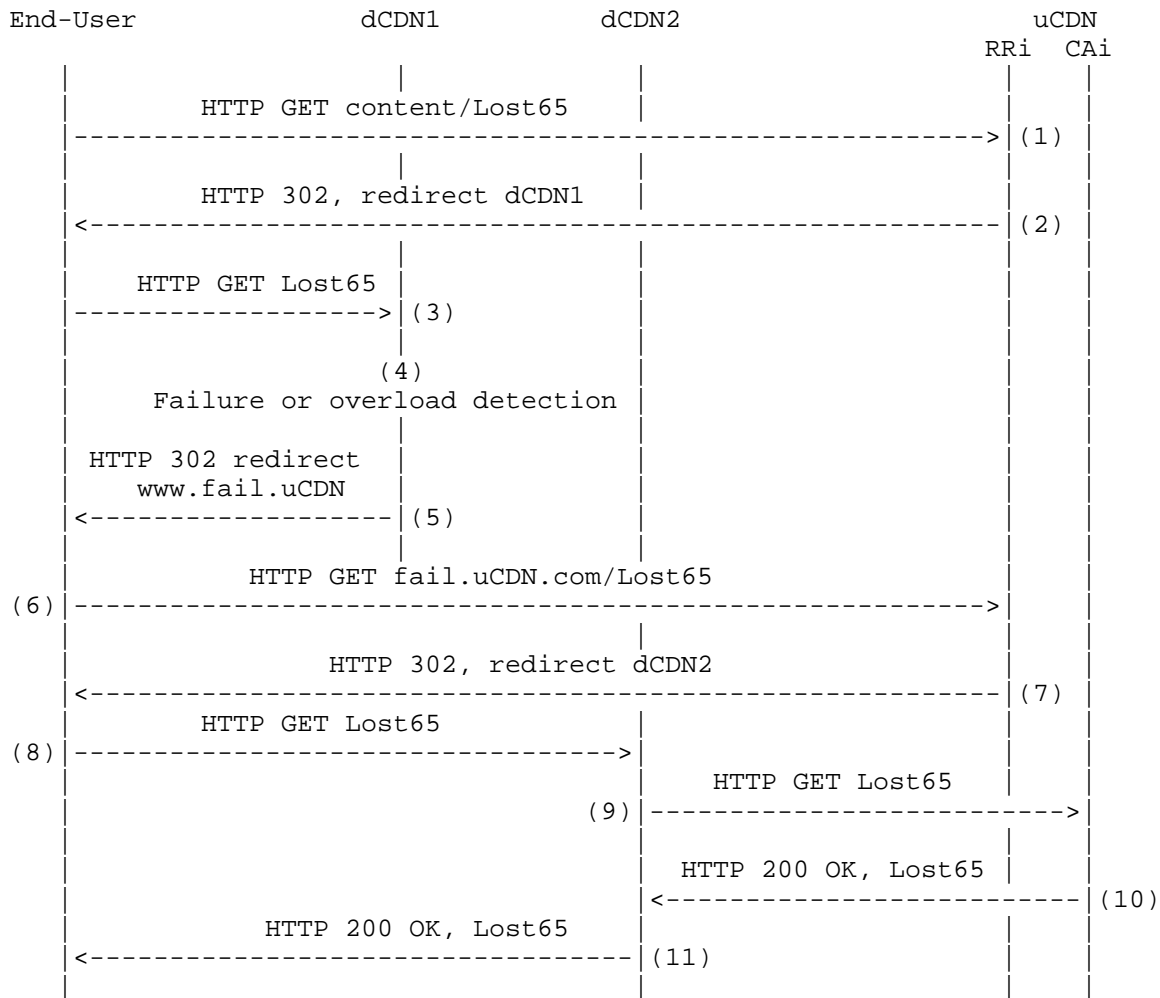 End-User dCDN1 dCDN2 uCDN
RRi CAi
HTTP GET content/Lost65
(1)
HTTP 302, redirect dCDN1
(2)
HTTP GET Lost65
(3)
(4)
Failure or overload detection
HTTP 302 redirect
www.fail.uCDN
(5)
HTTP GET fail.uCDN.com/Lost65
(6)
HTTP 302, redirect dCDN2
(7)
HTTP GET Lost65
(8)
HTTP GET Lost65
(9)
HTTP 200 OK, Lost65
(10)
HTTP 200 OK, Lost65
(11)